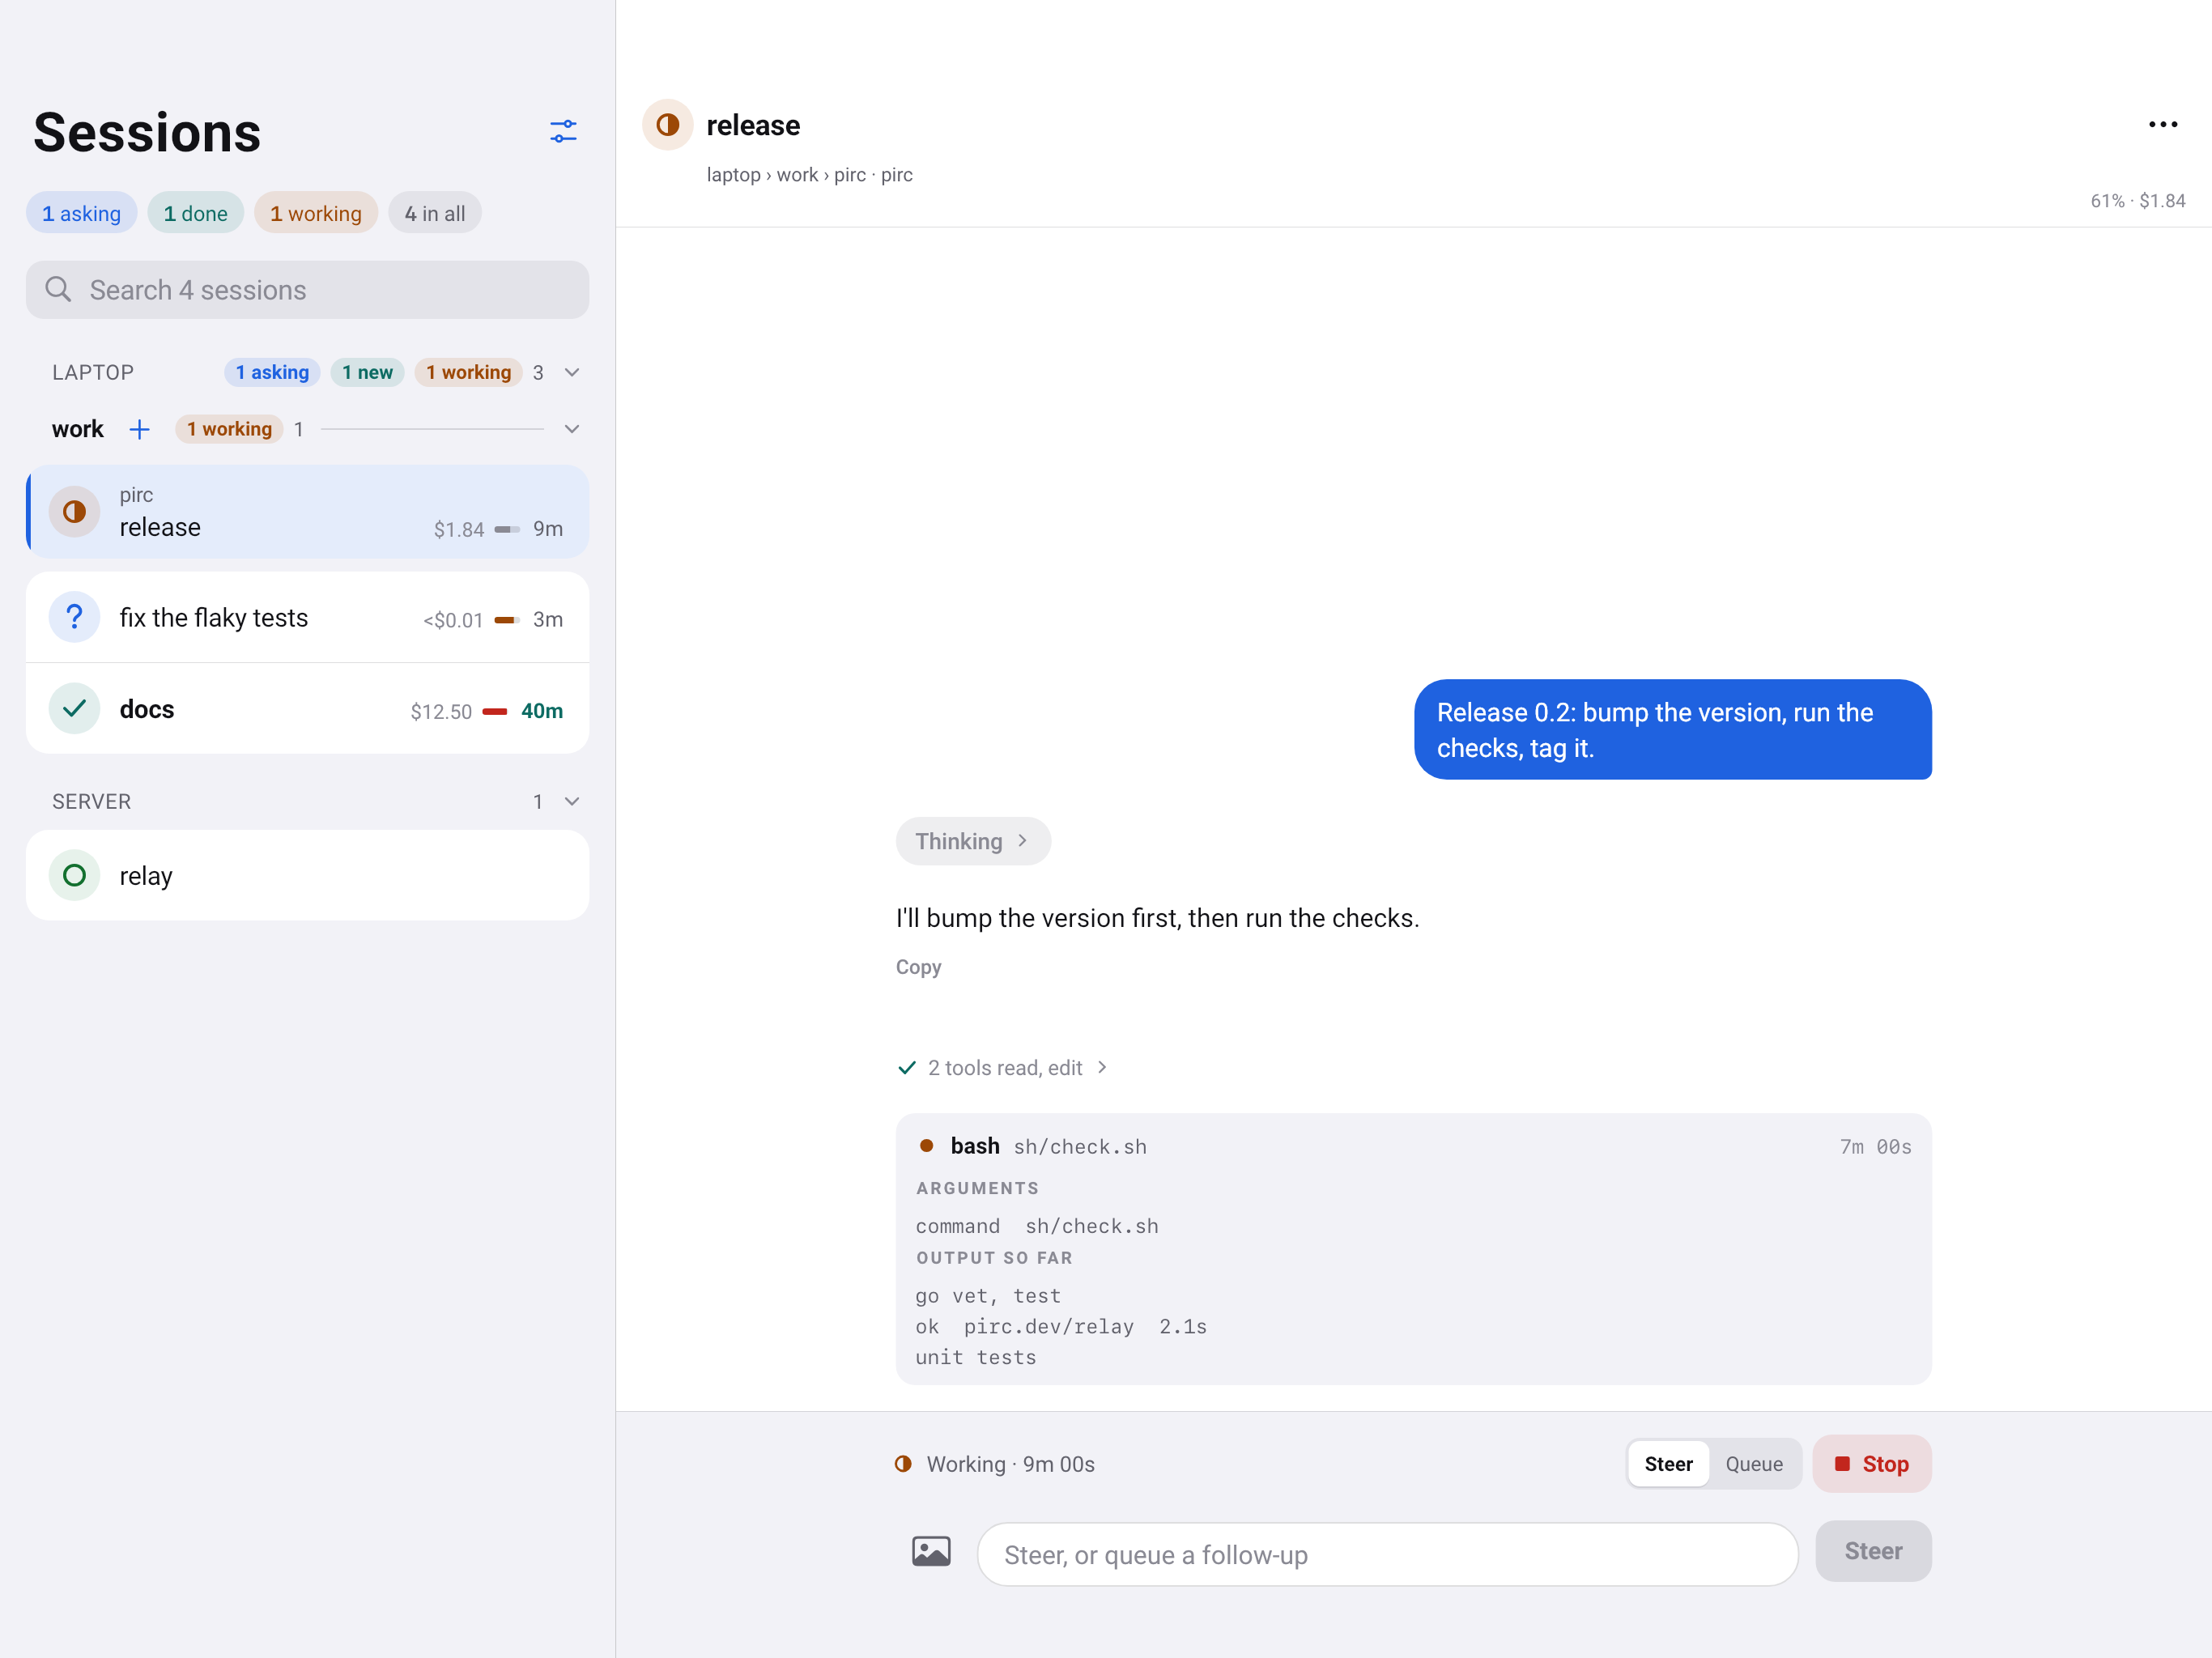 Sessions
1 asking 1 done 1 working 4 in all
Search 4 sessions
LAPTOP 1 asking 1 new 1 working 3
work 1 working 1
pirc
release $1.84 9m
? fix the flaky tests <$0.01 3m
docs $12.50 40m
SERVER 1
relay
release
laptop › work › pirc · pirc
61% · $1.84
Release 0.2: bump the version, run the
checks, tag it.
Thinking
I'll bump the version first, then run the checks.
Copy
2 tools read, edit
bash sh/check.sh 7m 00s
ARGUMENTS
command sh/check.sh
OUTPUT SO FAR
go vet, test
ok pirc.dev/relay 2.1s
unit tests
Working · 9m 00s Steer Queue Stop
Steer, or queue a follow-up Steer